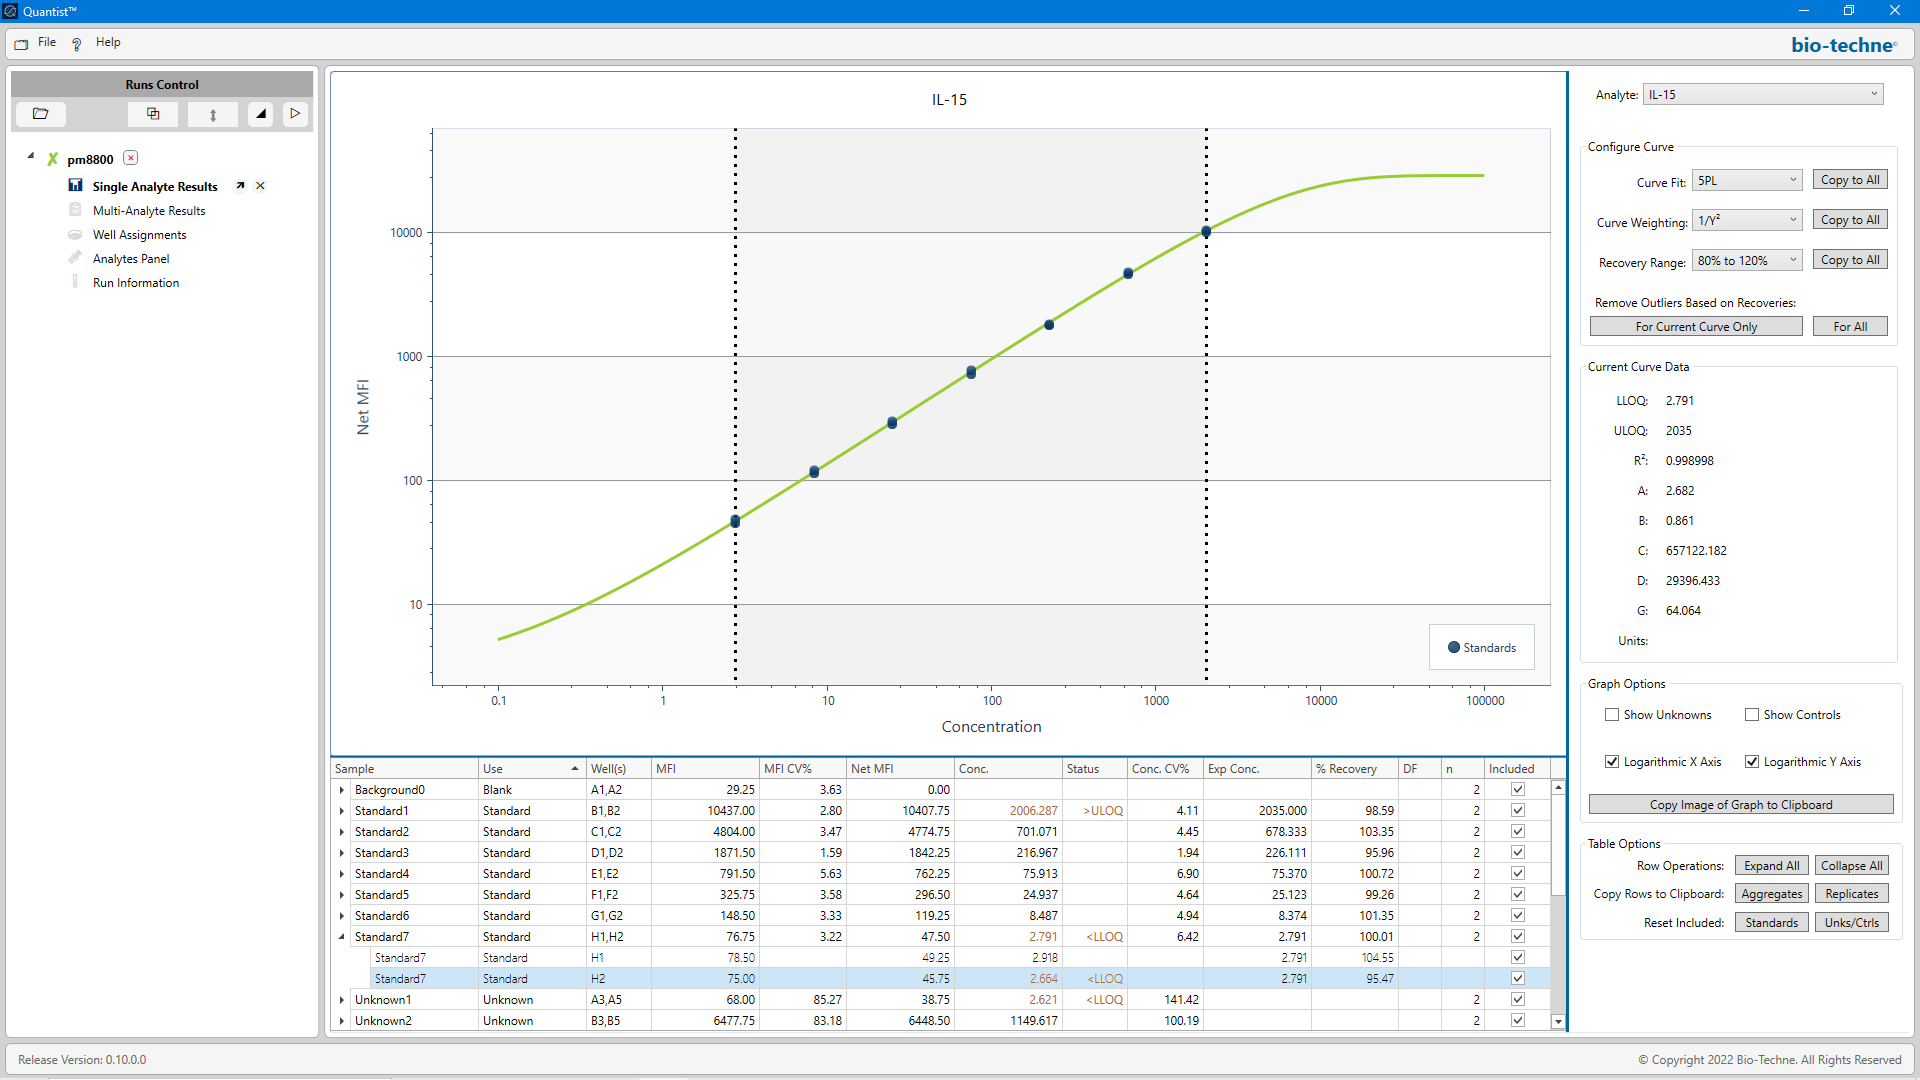 Quantist™
File Help
bio-techne
Runs Control
pm8800
Single Analyte Results
Multi-Analyte Results
Well Assignments
Analytes Panel
Run Information
IL-15
Net MFI
10000
1000
100
10
0.1 1 10 100 1000 10000 100000
Concentration
Standards
Analyte: IL-15
Configure Curve
Curve Fit: 5PL Copy to All
Curve Weighting: 1/Y² Copy to All
Recovery Range: 80% to 120% Copy to All
Remove Outliers Based on Recoveries:
For Current Curve Only For All
Current Curve Data
LLOQ: 2.791
ULOQ: 2035
R²: 0.998998
A: 2.682
B: 0.861
C: 657122.182
D: 29396.433
G: 64.064
Units:
Graph Options
Show Unknowns Show Controls
Logarithmic X Axis Logarithmic Y Axis
Copy Image of Graph to Clipboard
Table Options
Row Operations: Expand All Collapse All
Copy Rows to Clipboard: Aggregates Replicates
Reset Included: Standards Unks/Ctrls
Sample Use Well(s) MFI MFI CV% Net MFI Conc. Status Conc. CV% Exp Conc. % Recovery DF n Included
Background0 Blank A1,A2 29.25 3.63 0.00 2
Standard1 Standard B1,B2 10437.00 2.80 10407.75 2006.287 >ULOQ 4.11 2035.000 98.59 2
Standard2 Standard C1,C2 4804.00 3.47 4774.75 701.071 4.45 678.333 103.35 2
Standard3 Standard D1,D2 1871.50 1.59 1842.25 216.967 1.94 226.111 95.96 2
Standard4 Standard E1,E2 791.50 5.63 762.25 75.913 6.90 75.370 100.72 2
Standard5 Standard F1,F2 325.75 3.58 296.50 24.937 4.64 25.123 99.26 2
Standard6 Standard G1,G2 148.50 3.33 119.25 8.487 4.94 8.374 101.35 2
Standard7 Standard H1,H2 76.75 3.22 47.50 2.791 <LLOQ 6.42 2.791 100.01 2
Standard7 Standard H1 78.50 49.25 2.918 2.791 104.55
Standard7 Standard H2 75.00 45.75 2.664 <LLOQ 2.791 95.47
Unknown1 Unknown A3,A5 68.00 85.27 38.75 2.621 <LLOQ 141.42 2
Unknown2 Unknown B3,B5 6477.75 83.18 6448.50 1149.617 100.19 2
Release Version: 0.10.0.0
© Copyright 2022 Bio-Techne. All Rights Reserved